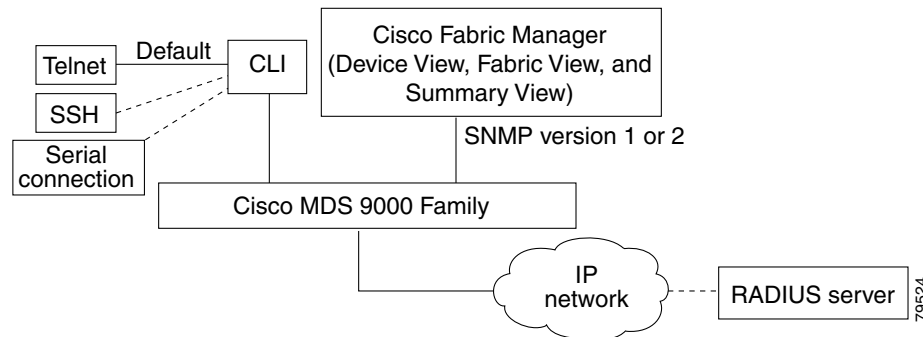 Default
Telnet
SSH
Serial
connection
CLI
Cisco Fabric Manager
(Device View, Fabric View, and
Summary View)
SNMP version 1 or 2
Cisco MDS 9000 Family
IP
network
RADIUS server
79524